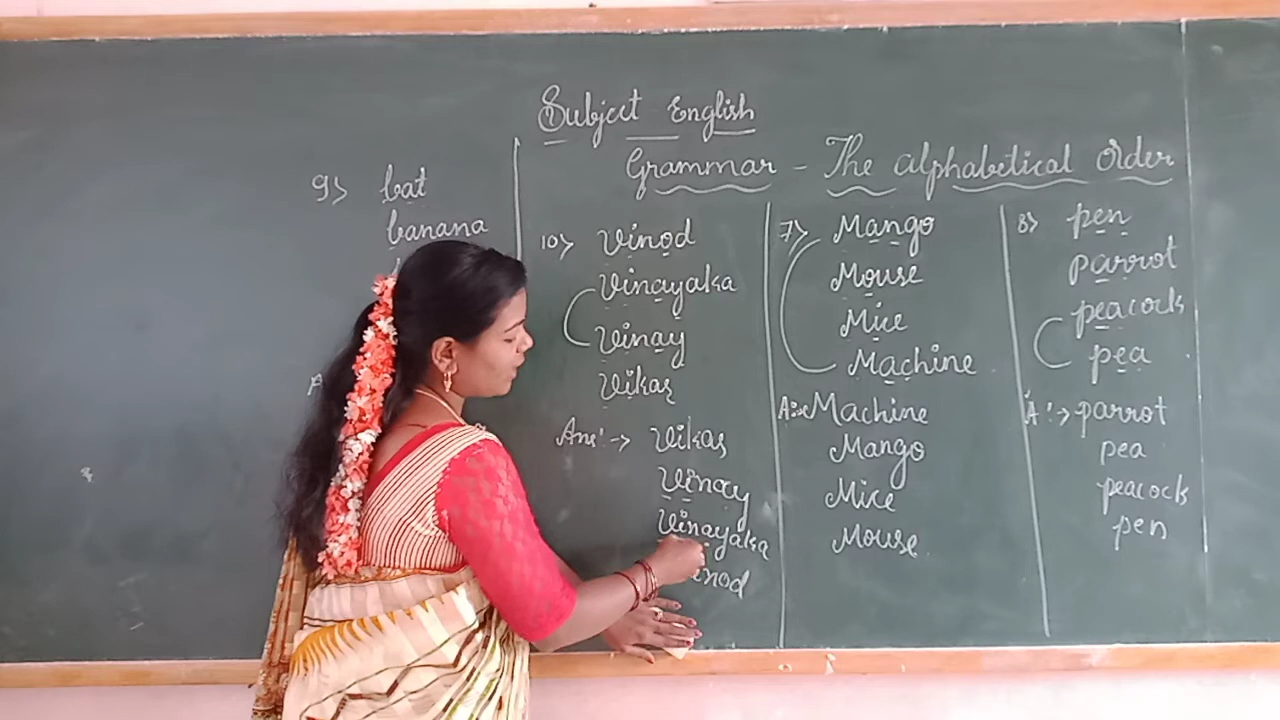 Subject English
Grammar - The alphabetical Order
9> bat
banana
10> Vinod
Vinayaka
Vinay
Vikas
Ans:-> Vikas
Vinay
Vinayaka
7> Mango
Mouse
Mice
Machine
Machine
Mango
Mice
Mouse
8> pen
parrot
peacock
pea
A:-> parrot
pea
peacock
pen